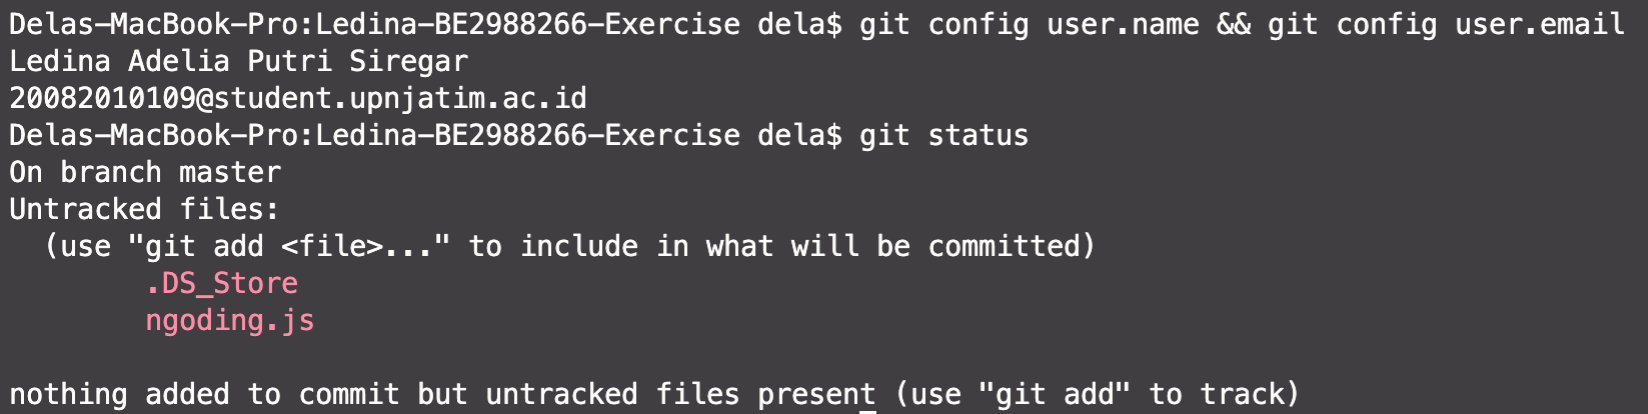 Delas-MacBook-Pro:Ledina-BE2988266-Exercise dela$ git config user.name && git config user.email
Ledina Adelia Putri Siregar
20082010109@student.upnjatim.ac.id
Delas-MacBook-Pro:Ledina-BE2988266-Exercise dela$ git status
On branch master
Untracked files:
  (use "git add <file>..." to include in what will be committed)
        .DS_Store
        ngoding.js

nothing added to commit but untracked files present (use "git add" to track)